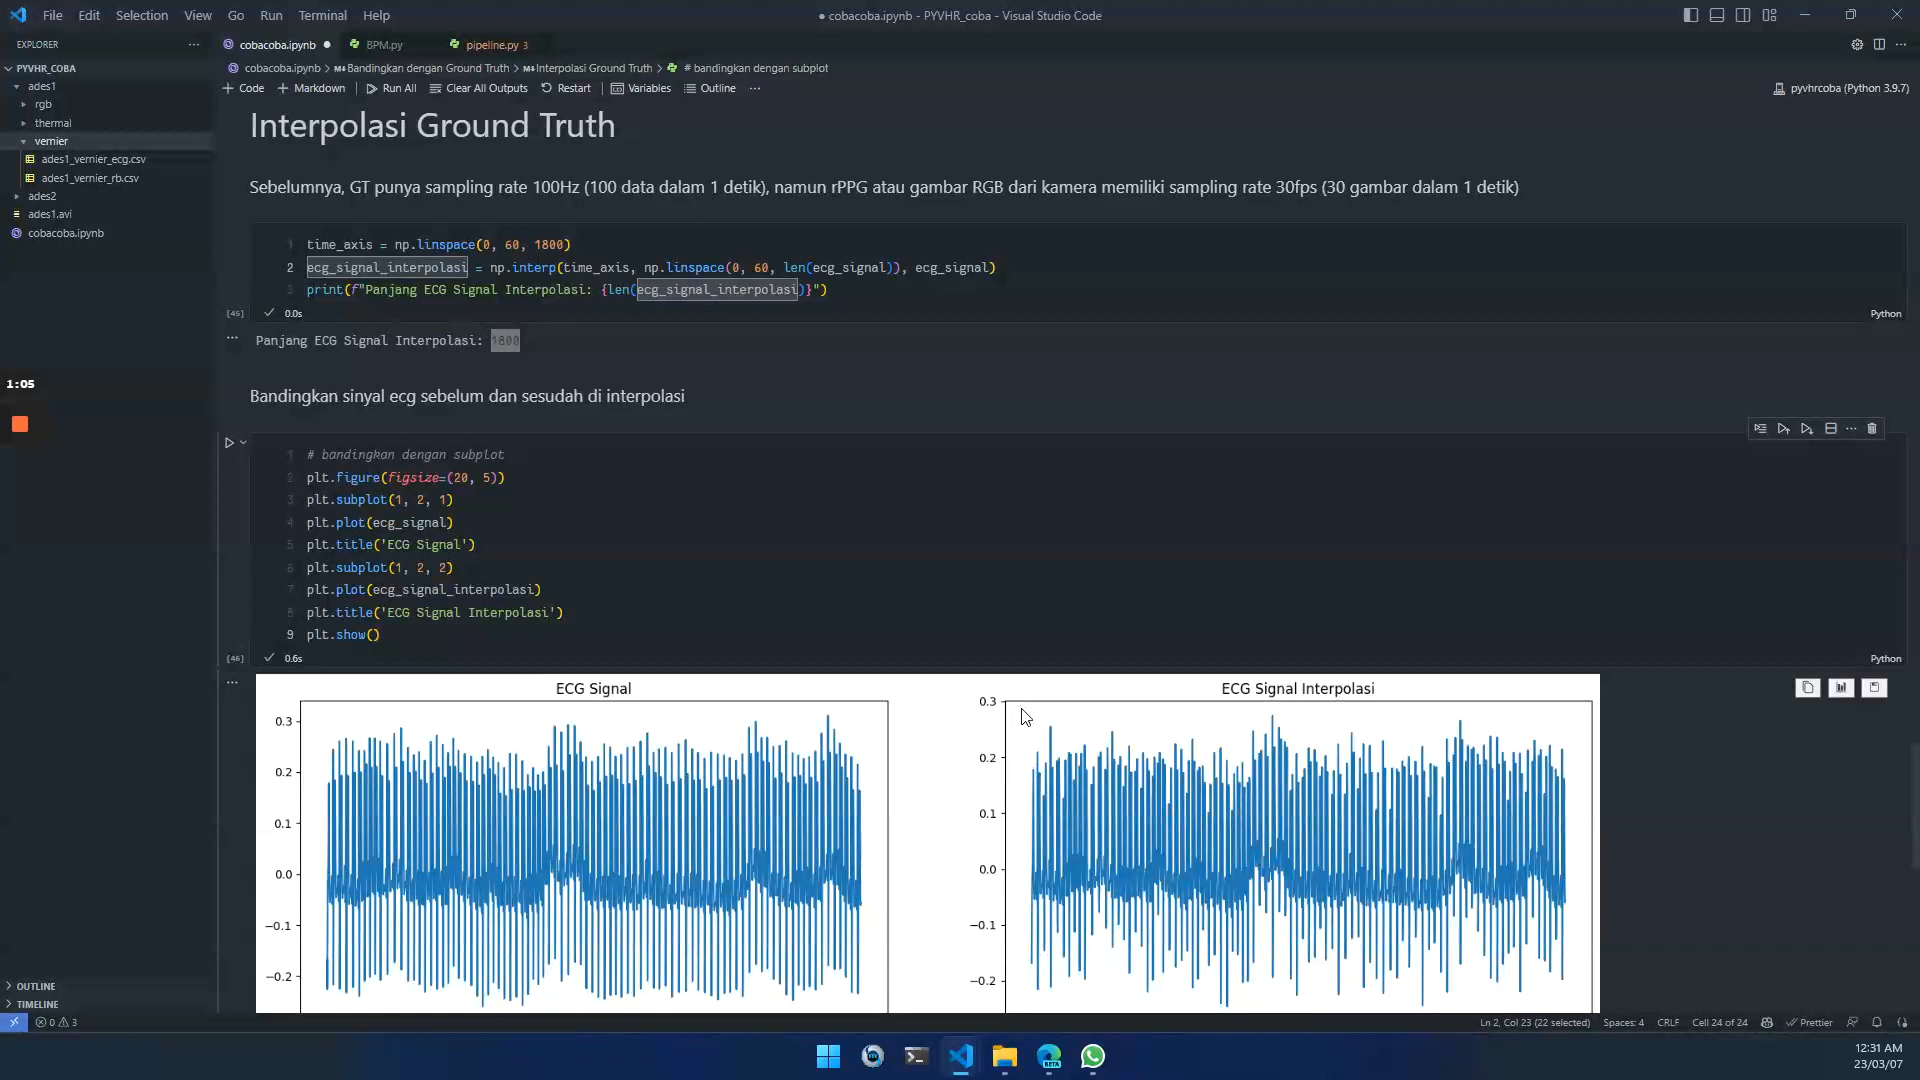 File Edit Selection View Go Run Terminal Help
● cobacoba.ipynb - PYVHR_coba - Visual Studio Code
EXPLORER
PYVHR_COBA
ades1
rgb
thermal
vernier
ades1_vernier_ecg.csv
ades1_vernier_rb.csv
ades2
ades1.avi
cobacoba.ipynb
1:05
OUTLINE
TIMELINE
cobacoba.ipynb ● BPM.py pipeline.py 3
cobacoba.ipynb > M↓Bandingkan dengan Ground Truth > M↓Interpolasi Ground Truth > # bandingkan dengan subplot
+ Code + Markdown Run All Clear All Outputs Restart Variables Outline ···
pyvhrcoba (Python 3.9.7)
Interpolasi Ground Truth
Sebelumnya, GT punya sampling rate 100Hz (100 data dalam 1 detik), namun rPPG atau gambar RGB dari kamera memiliki sampling rate 30fps (30 gambar dalam 1 detik)
1 time_axis = np.linspace(0, 60, 1800)
2 ecg_signal_interpolasi = np.interp(time_axis, np.linspace(0, 60, len(ecg_signal)), ecg_signal)
3 print(f"Panjang ECG Signal Interpolasi: {len(ecg_signal_interpolasi)}")
[45] 0.0s Python
Panjang ECG Signal Interpolasi: 1800
Bandingkan sinyal ecg sebelum dan sesudah di interpolasi
1 # bandingkan dengan subplot
2 plt.figure(figsize=(20, 5))
3 plt.subplot(1, 2, 1)
4 plt.plot(ecg_signal)
5 plt.title('ECG Signal')
6 plt.subplot(1, 2, 2)
7 plt.plot(ecg_signal_interpolasi)
8 plt.title('ECG Signal Interpolasi')
9 plt.show()
[46] 0.6s Python
ECG Signal
0.3
0.2
0.1
0.0
−0.1
−0.2
ECG Signal Interpolasi
0.3
0.2
0.1
0.0
−0.1
−0.2
0 3
Ln 2, Col 23 (22 selected) Spaces: 4 CRLF Cell 24 of 24 Prettier
BETA
12:31 AM
23/03/07